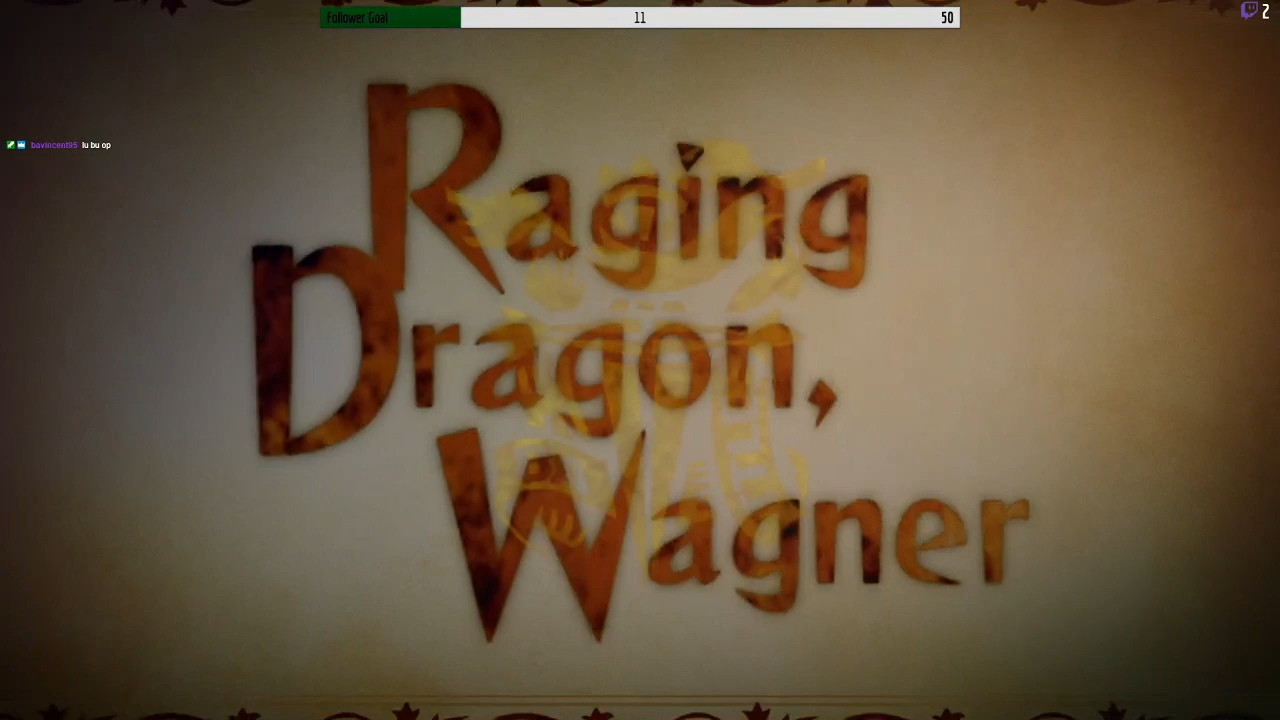 Follower Goal 11 50
2
bavincent95 lu bu op
Raging
Dragon,
Wagner